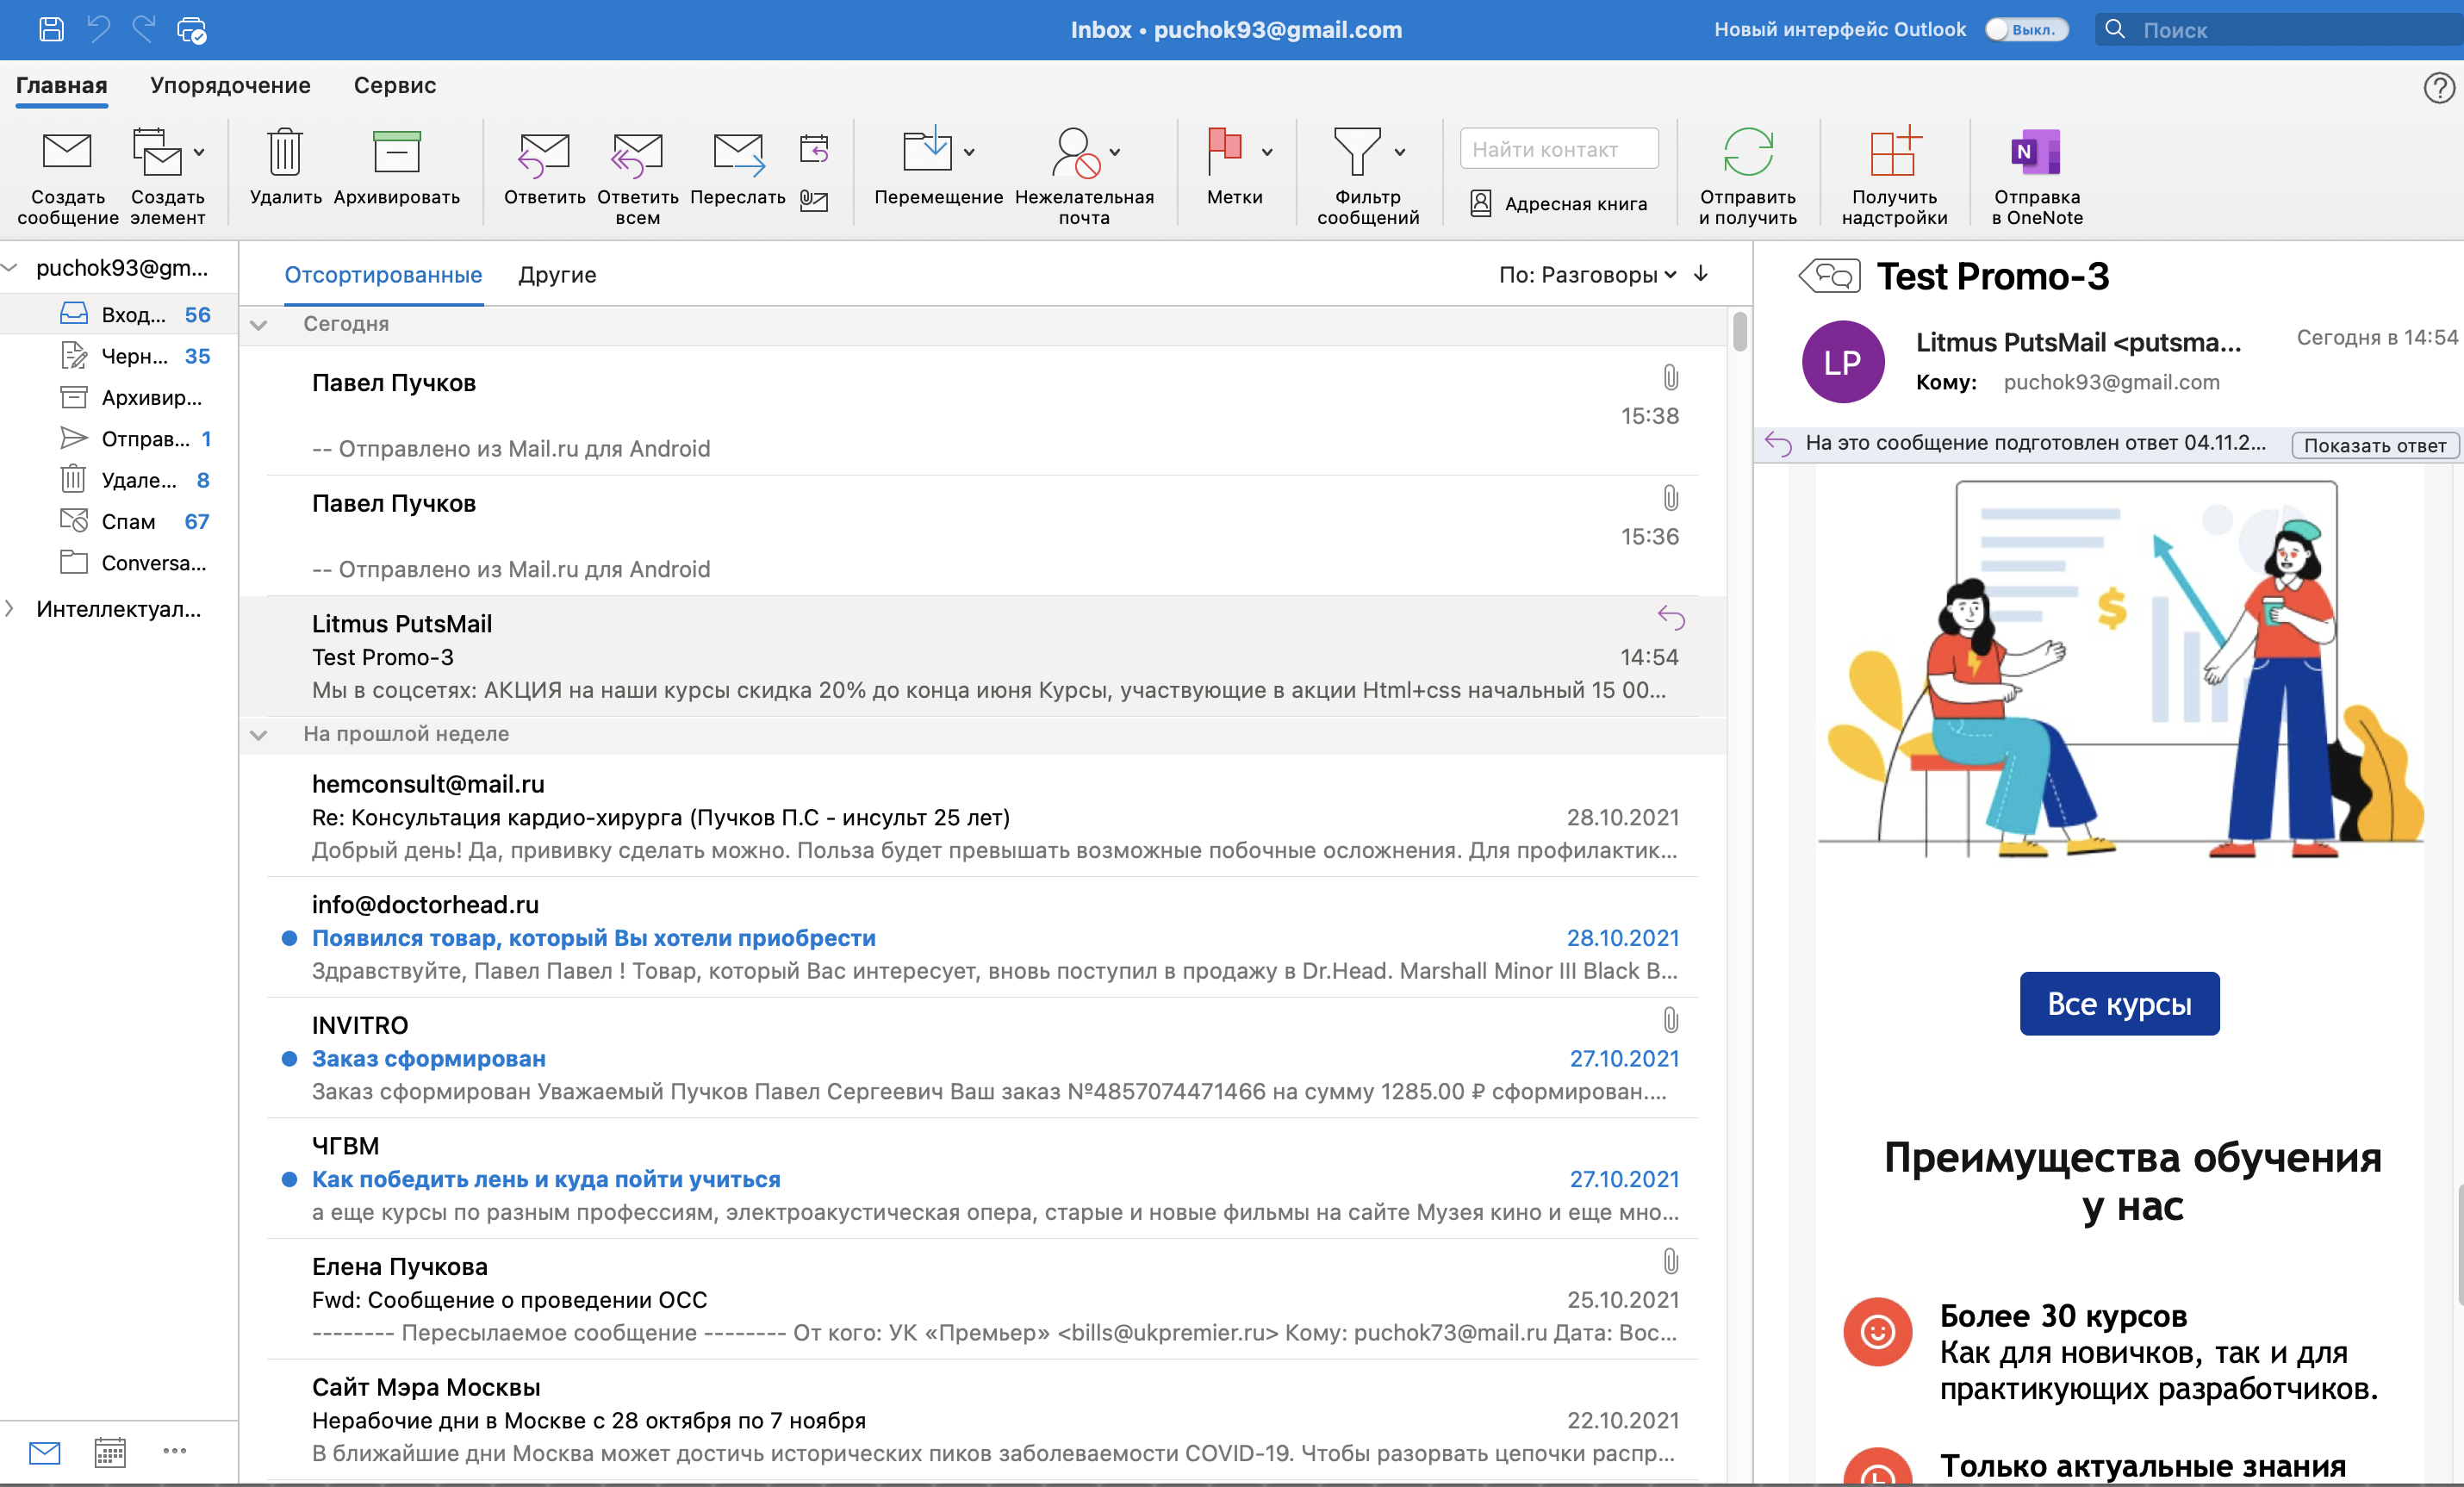 Inbox • puchok93@gmail.com
Новый интерфейс Outlook
Выкл.
Поиск
Главная
Упорядочение
Сервис
Создать сообщение
Создать элемент
Удалить
Архивировать
Ответить
Ответить всем
Переслать
Перемещение
Нежелательная почта
Метки
Фильтр сообщений
Найти контакт
Адресная книга
Отправить и получить
Получить надстройки
N
Отправка в OneNote
puchok93@gm...
Вход... 56
Черн... 35
Архивир...
Отправ... 1
Удале... 8
Спам 67
Conversa...
Интеллектуал...
Отсортированные
Другие
По: Разговоры
Сегодня
Павел Пучков
15:38
-- Отправлено из Mail.ru для Android
Павел Пучков
15:36
-- Отправлено из Mail.ru для Android
Litmus PutsMail
Test Promo-3 14:54
Мы в соцсетях: АКЦИЯ на наши курсы скидка 20% до конца июня Курсы, участвующие в акции Html+css начальный 15 00...
На прошлой неделе
hemconsult@mail.ru
Re: Консультация кардио-хирурга (Пучков П.С - инсульт 25 лет) 28.10.2021
Добрый день! Да, прививку сделать можно. Польза будет превышать возможные побочные осложнения. Для профилактик...
info@doctorhead.ru
Появился товар, который Вы хотели приобрести 28.10.2021
Здравствуйте, Павел Павел ! Товар, который Вас интересует, вновь поступил в продажу в Dr.Head. Marshall Minor III Black B...
INVITRO
Заказ сформирован 27.10.2021
Заказ сформирован Уважаемый Пучков Павел Сергеевич Ваш заказ №4857074471466 на сумму 1285.00 ₽ сформирован....
ЧГВМ
Как победить лень и куда пойти учиться 27.10.2021
а еще курсы по разным профессиям, электроакустическая опера, старые и новые фильмы на сайте Музея кино и еще мно...
Елена Пучкова
Fwd: Сообщение о проведении ОСС 25.10.2021
-------- Пересылаемое сообщение -------- От кого: УК «Премьер» <bills@ukpremier.ru> Кому: puchok73@mail.ru Дата: Вос...
Сайт Мэра Москвы
Нерабочие дни в Москве с 28 октября по 7 ноября 22.10.2021
В ближайшие дни Москва может достичь исторических пиков заболеваемости COVID-19. Чтобы разорвать цепочки распр...
Test Promo-3
LP
Litmus PutsMail <putsma...
Сегодня в 14:54
Кому: puchok93@gmail.com
На это сообщение подготовлен ответ 04.11.2...
Показать ответ
$
Все курсы
Преимущества обучения
у нас
Более 30 курсов
Как для новичков, так и для
практикующих разработчиков.
Только актуальные знания